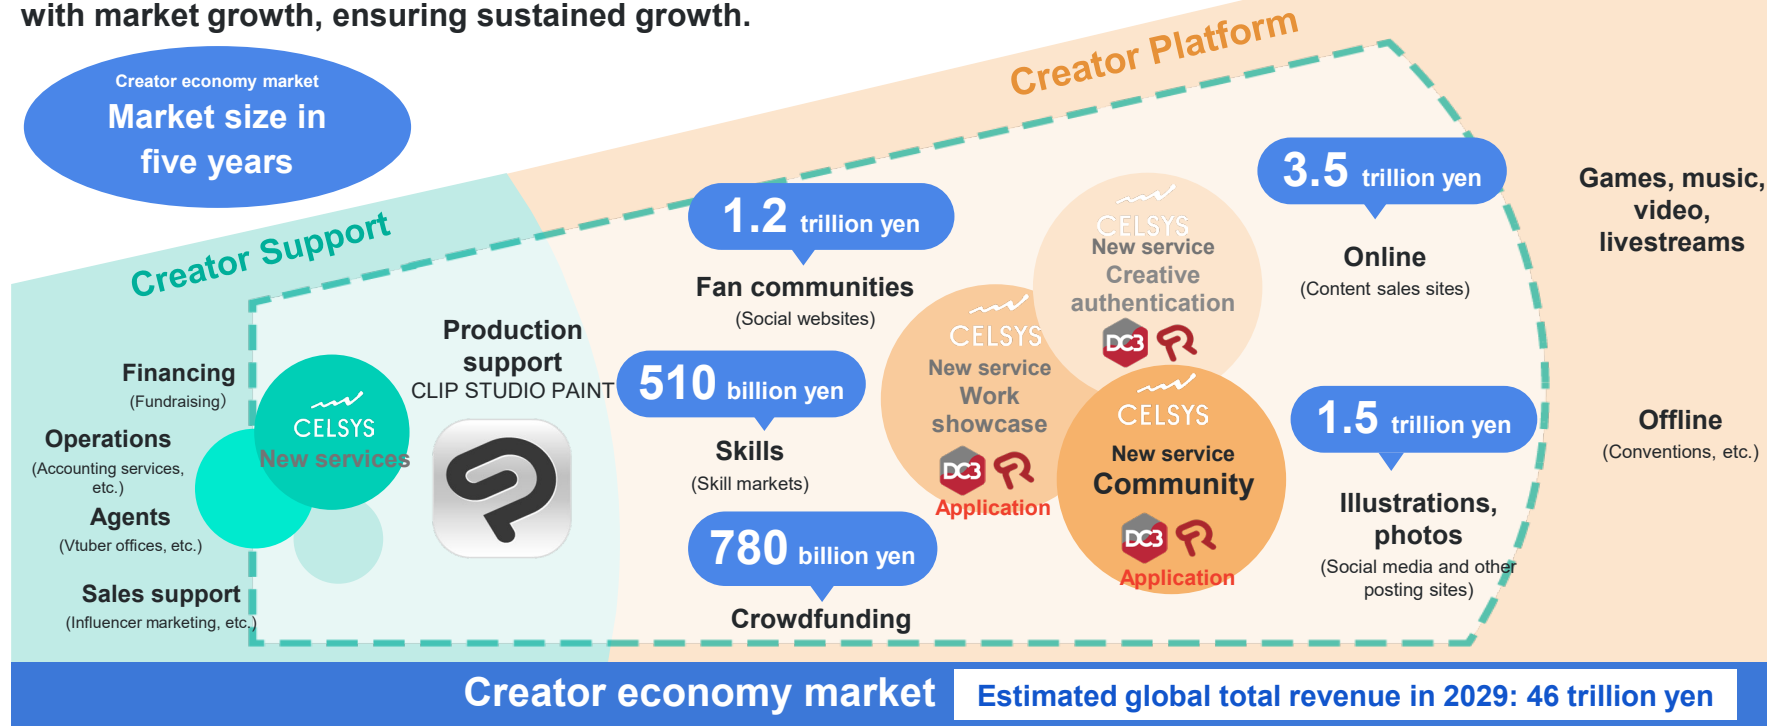 with market growth, ensuring sustained growth.
Creator economy market
Market size in
five years
Creator Support
Creator Platform
Financing
(Fundraising)
Operations
(Accounting services,
etc.)
Agents
(Vtuber offices, etc.)
Sales support
(Influencer marketing, etc.)
CELSYS
New services
Production
support
CLIP STUDIO PAINT
1.2 trillion yen
Fan communities
(Social websites)
510 billion yen
Skills
(Skill markets)
780 billion yen
Crowdfunding
CELSYS
New service
Work
showcase
DC3
Application
CELSYS
New service
Creative
authentication
DC3
CELSYS
New service
Community
DC3
Application
3.5 trillion yen
Online
(Content sales sites)
1.5 trillion yen
Illustrations,
photos
(Social media and other
posting sites)
Games, music,
video,
livestreams
Offline
(Conventions, etc.)
Creator economy market
Estimated global total revenue in 2029: 46 trillion yen